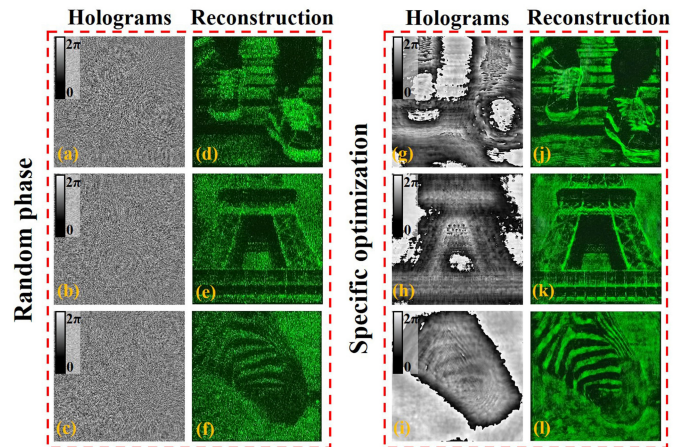 Holograms Reconstruction Holograms Reconstruction
Random phase
Specific optimization
2π
0
(a)
(d)
2π
0
(g)
(j)
2π
0
(b)
(e)
2π
0
(h)
(k)
2π
0
(c)
(f)
2π
0
(i)
(l)